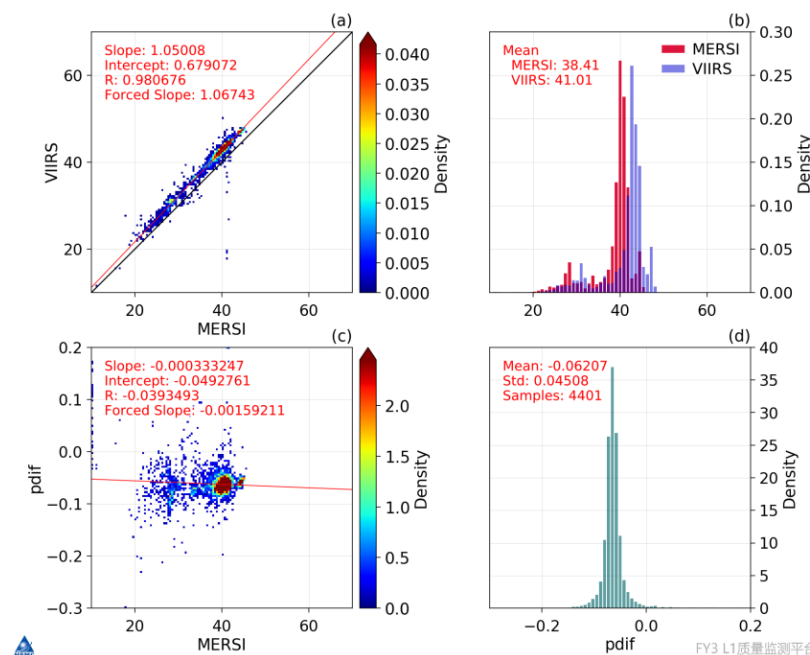 (a)
Slope: 1.05008
Intercept: 0.679072
R: 0.980676
Forced Slope: 1.06743
60
40
20
VIIRS
20 40 60
MERSI
0.040
0.035
0.030
0.025
0.020
0.015
0.010
0.005
0.000
Density
(b)
Mean
MERSI: 38.41
VIIRS: 41.01
MERSI
VIIRS
0.30
0.25
0.20
0.15
0.10
0.05
0.00
Density
20 40 60
(c)
Slope: -0.000333247
Intercept: -0.0492761
R: -0.0393493
Forced Slope: -0.00159211
0.2
0.1
0.0
−0.1
−0.2
−0.3
pdif
20 40 60
MERSI
2.0
1.5
1.0
0.5
0.0
Density
(d)
Mean: -0.06207
Std: 0.04508
Samples: 4401
40
35
30
25
20
15
10
5
0
Density
−0.2 0.0 0.2
pdif
FY3 L1质量监测平台